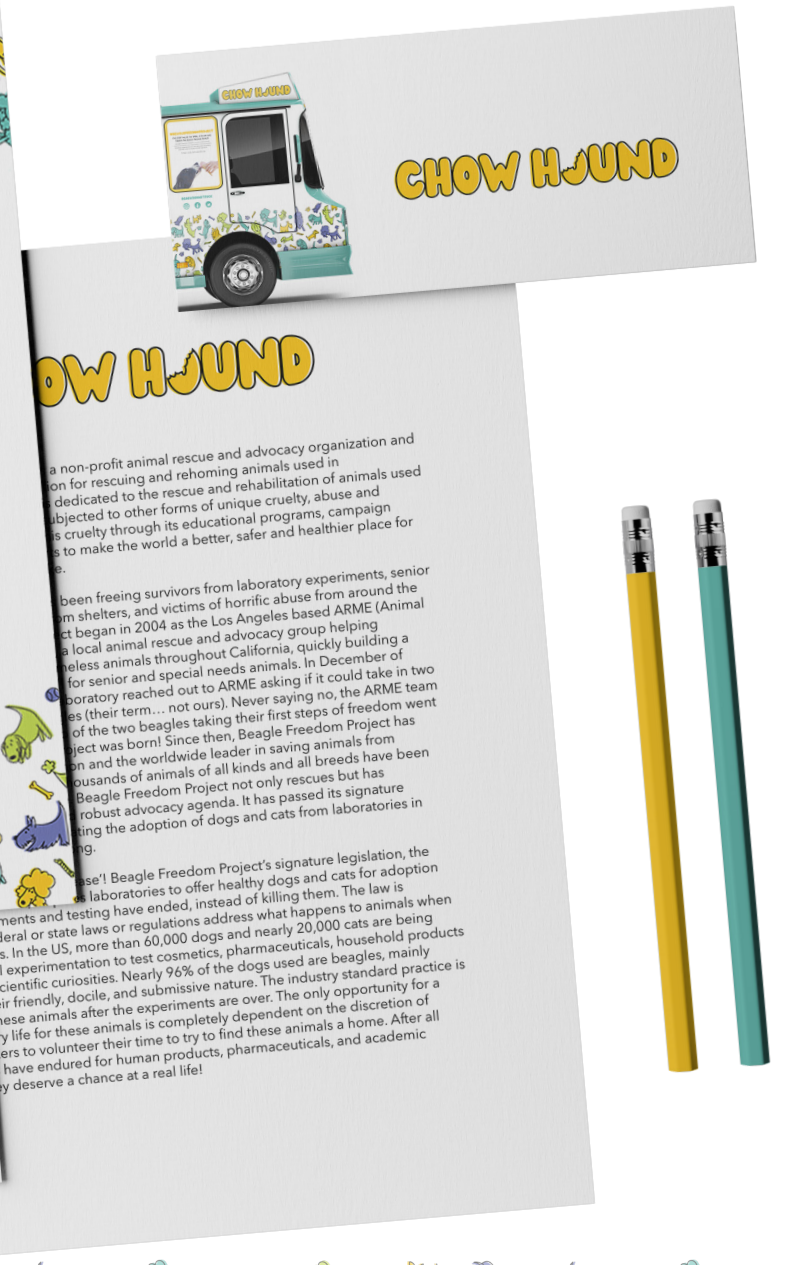 CHOW HOUND
CHOW HOUND
OW HOUND
a non-profit animal rescue and advocacy organization and
ion for rescuing and rehoming animals used in
dedicated to the rescue and rehabilitation of animals used
ubjected to other forms of unique cruelty, abuse and
is cruelty through its educational programs, campaign
s to make the world a better, safer and healthier place for
e.
been freeing survivors from laboratory experiments, senior
om shelters, and victims of horrific abuse from around the
ct began in 2004 as the Los Angeles based ARME (Animal
a local animal rescue and advocacy group helping
meless animals throughout California, quickly building a
for senior and special needs animals. In December of
boratory reached out to ARME asking if it could take in two
es (their term… not ours). Never saying no, the ARME team
of the two beagles taking their first steps of freedom went
oject was born! Since then, Beagle Freedom Project has
on and the worldwide leader in saving animals from
ousands of animals of all kinds and all breeds have been
Beagle Freedom Project not only rescues but has
robust advocacy agenda. It has passed its signature
ting the adoption of dogs and cats from laboratories in
ng.
ase'! Beagle Freedom Project's signature legislation, the
s laboratories to offer healthy dogs and cats for adoption
ments and testing have ended, instead of killing them. The law is
deral or state laws or regulations address what happens to animals when
s. In the US, more than 60,000 dogs and nearly 20,000 cats are being
l experimentation to test cosmetics, pharmaceuticals, household products
cientific curiosities. Nearly 96% of the dogs used are beagles, mainly
eir friendly, docile, and submissive nature. The industry standard practice is
hese animals after the experiments are over. The only opportunity for a
ry life for these animals is completely dependent on the discretion of
ers to volunteer their time to try to find these animals a home. After all
have endured for human products, pharmaceuticals, and academic
ey deserve a chance at a real life!